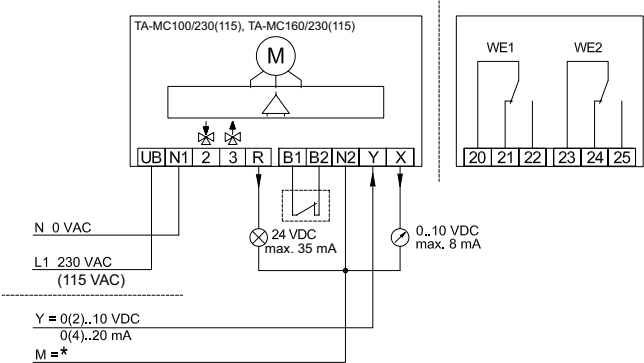 TA-MC100/230(115), TA-MC160/230(115)
M
WE1 WE2
UB N1 2 3 R B1 B2 N2 Y X
20 21 22 23 24 25
N 0 VAC
24 VDC
max. 35 mA
0..10 VDC
max. 8 mA
L1 230 VAC
(115 VAC)
Y = 0(2)..10 VDC
0(4)..20 mA
M = *